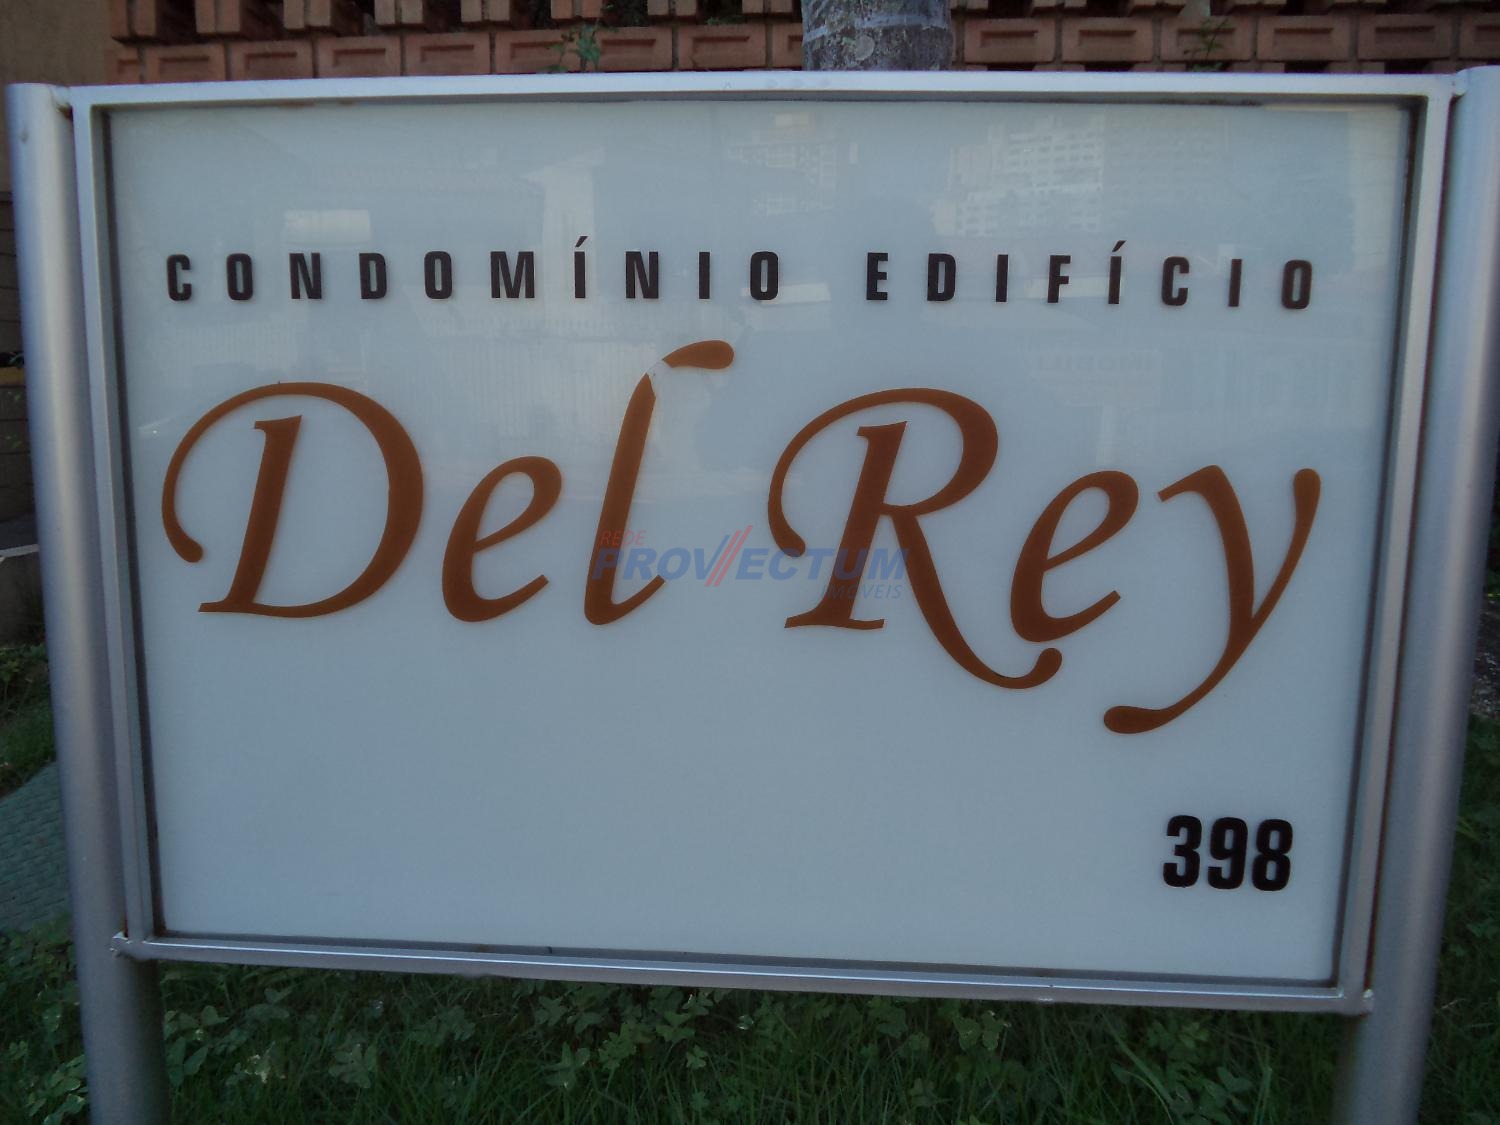 CONDOMÍNIO EDIFÍCIO
Del Rey
REDE
PROVECTUM
IMÓVEIS
398